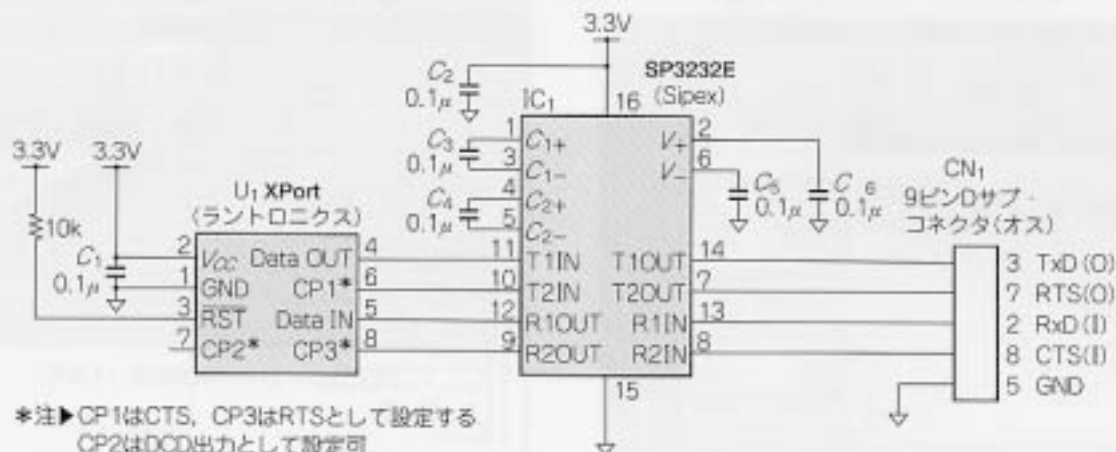 3.3V
SP3232E
(Sipex)
C2
0.1μ
IC1
16
1
C1+
V+
2
C3
0.1μ
3
C1-
V-
6
C4
0.1μ
4
C2+
5
C2-
C5
0.1μ
C6
0.1μ
CN1
9ピンDサブ・
コネクタ(オス)
3.3V
3.3V
10k
C1
0.1μ
U1 XPort
(ラントロニクス)
2
VCC
Data OUT
4
11
T1IN
T1OUT
14
3 TxD(O)
1
GND
CP1*
6
10
T2IN
T2OUT
7
7 RTS(O)
3
RST
Data IN
5
12
R1OUT
R1IN
13
2 RxD(I)
7
CP2*
CP3*
8
9
R2OUT
R2IN
8
8 CTS(I)
15
5 GND
*注▶CP1はCTS, CP3はRTSとして設定する
CP2はDCD出力として設定可